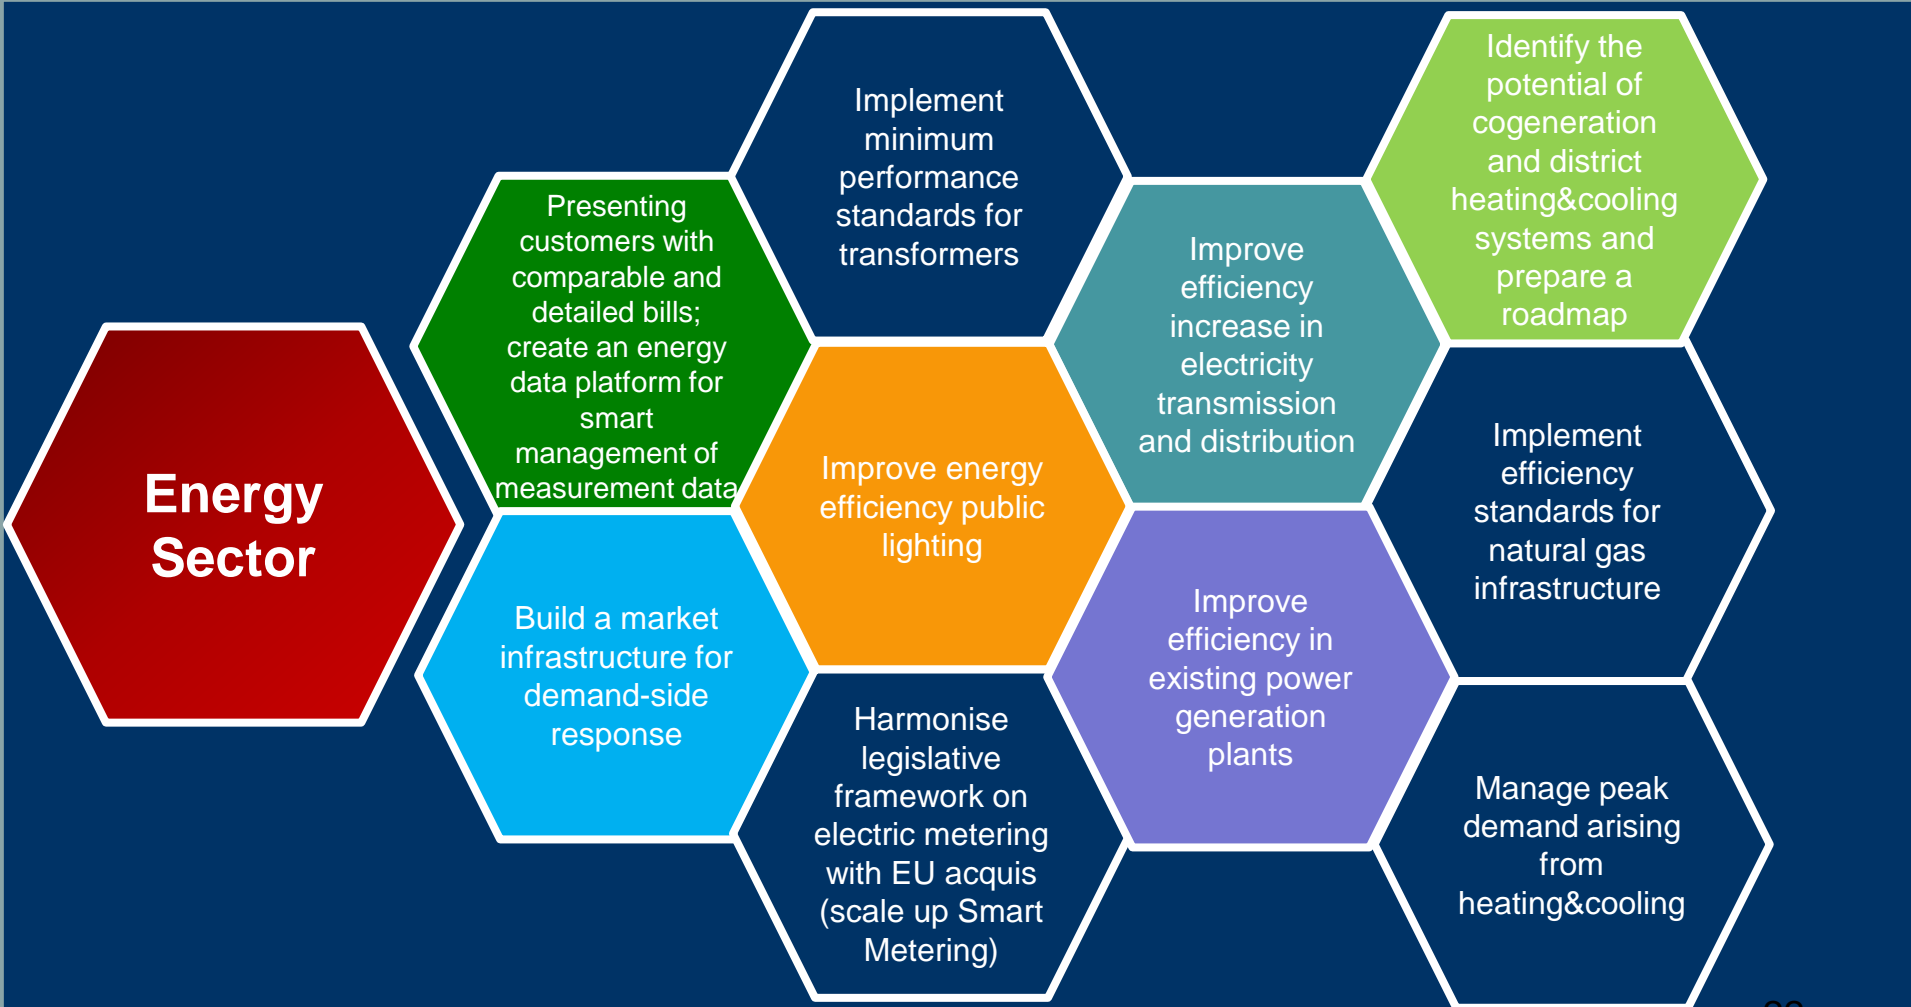 Energy
Sector
Presenting
customers with
comparable and
detailed bills;
create an energy
data platform for
smart
management of
measurement data
Build a market
infrastructure for
demand-side
response
Implement
minimum
performance
standards for
transformers
Improve energy
efficiency public
lighting
Harmonise
legislative
framework on
electric metering
with EU acquis
(scale up Smart
Metering)
Improve
efficiency
increase in
electricity
transmission
and distribution
Improve
efficiency in
existing power
generation
plants
Identify the
potential of
cogeneration
and district
heating&cooling
systems and
prepare a
roadmap
Implement
efficiency
standards for
natural gas
infrastructure
Manage peak
demand arising
from
heating&cooling